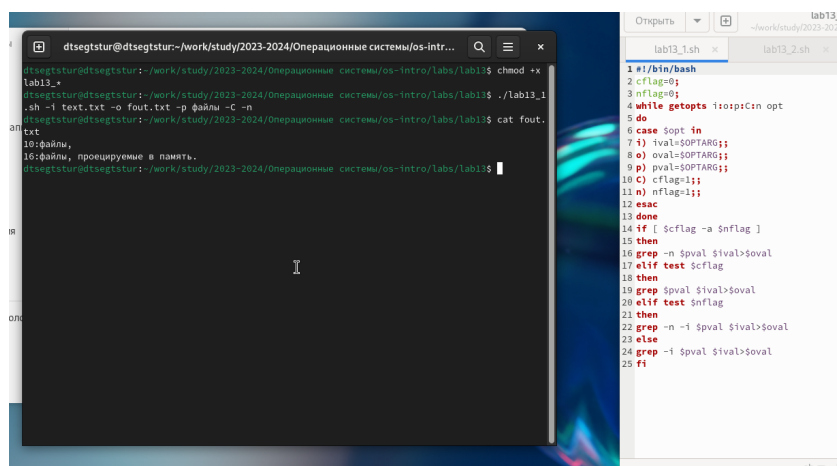 dtsegtstur@dtsegtstur:~/work/study/2023-2024/Операционные системы/os-intr...
dtsegtstur@dtsegtstur:~/work/study/2023-2024/Операционные системы/os-intro/labs/lab13$ chmod +x
lab13_*
dtsegtstur@dtsegtstur:~/work/study/2023-2024/Операционные системы/os-intro/labs/lab13$ ./lab13_1
.sh -i text.txt -o fout.txt -p файлы -C -n
dtsegtstur@dtsegtstur:~/work/study/2023-2024/Операционные системы/os-intro/labs/lab13$ cat fout.
txt
10:файлы,
16:файлы, проецируемые в память.
dtsegtstur@dtsegtstur:~/work/study/2023-2024/Операционные системы/os-intro/labs/lab13$
Открыть
lab13_
~/work/study/2023-202
lab13_1.sh × lab13_2.sh ×
1 #!/bin/bash
2 cflag=0;
3 nflag=0;
4 while getopts i:o:p:C:n opt
5 do
6 case $opt in
7 i) ival=$OPTARG;;
8 o) oval=$OPTARG;;
9 p) pval=$OPTARG;;
10 C) cflag=1;;
11 n) nflag=1;;
12 esac
13 done
14 if [ $cflag -a $nflag ]
15 then
16 grep -n $pval $ival>$oval
17 elif test $cflag
18 then
19 grep $pval $ival>$oval
20 elif test $nflag
21 then
22 grep -n -i $pval $ival>$oval
23 else
24 grep -i $pval $ival>$oval
25 fi